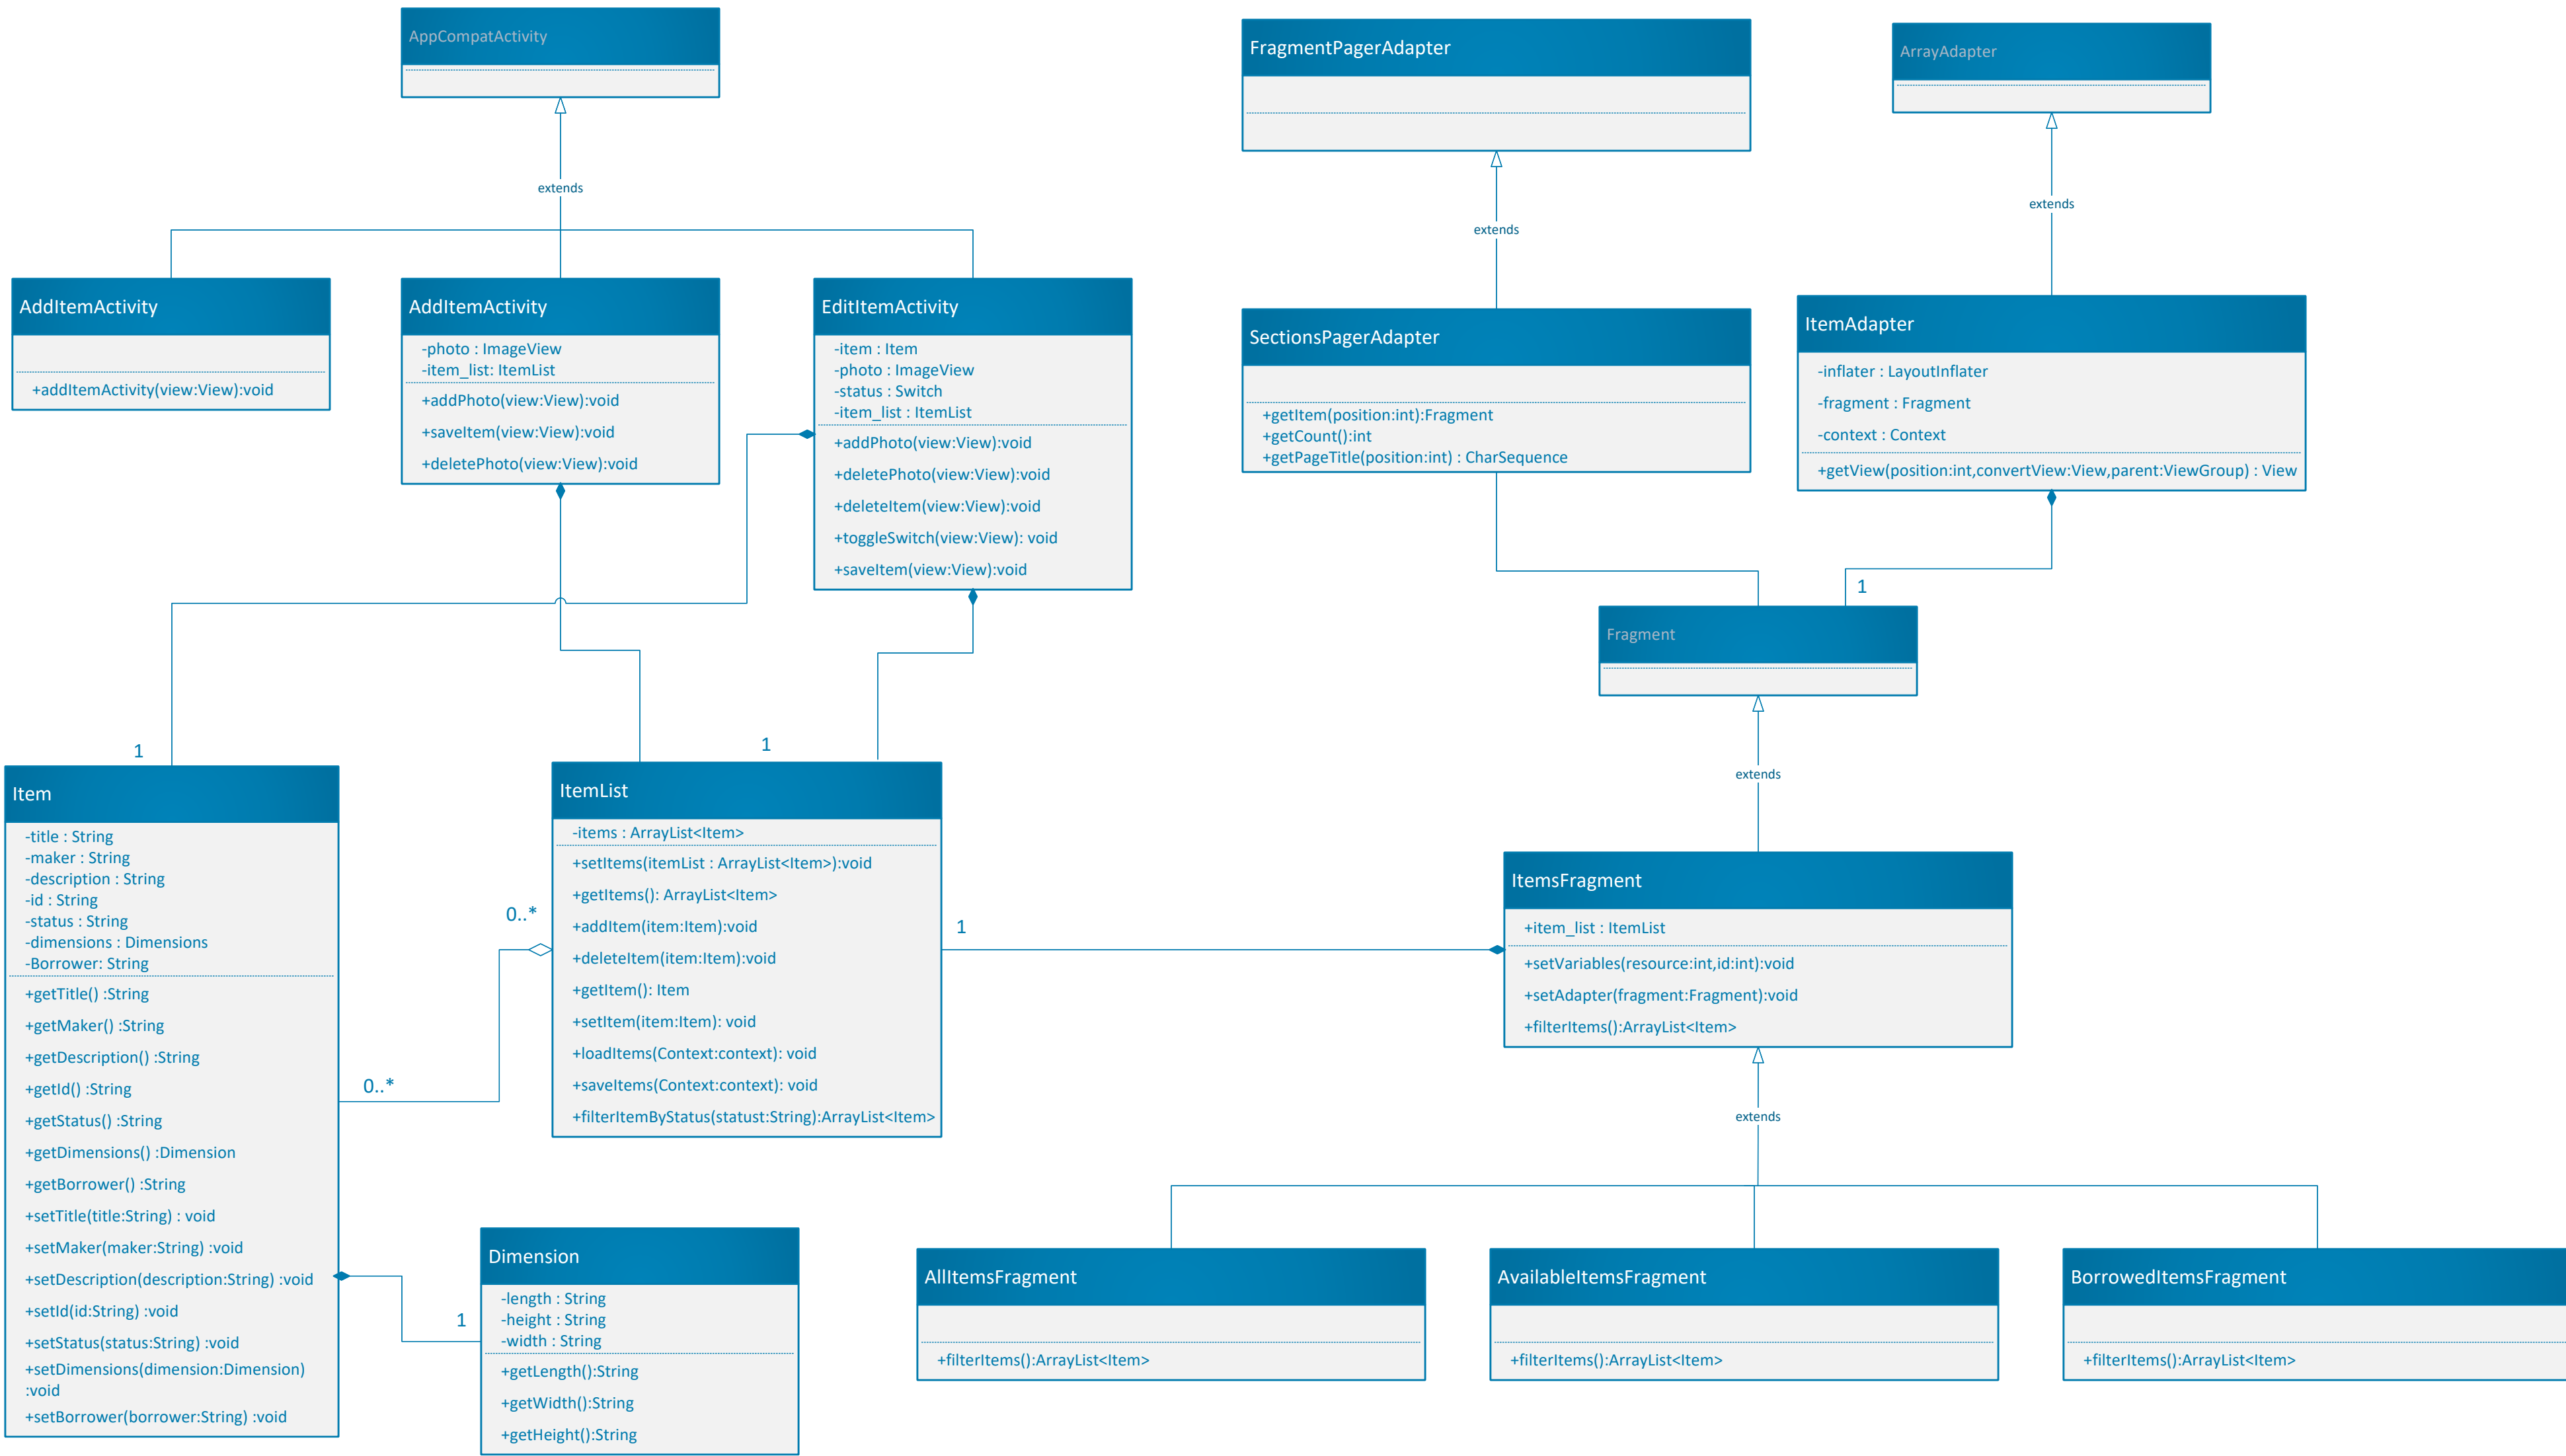 AppCompatActivity
FragmentPagerAdapter
ArrayAdapter
extends
extends
extends
AddItemActivity
+addItemActivity(view:View):void
AddItemActivity
-photo : ImageView
-item_list: ItemList
+addPhoto(view:View):void
+saveItem(view:View):void
+deletePhoto(view:View):void
EditItemActivity
-item : Item
-photo : ImageView
-status : Switch
-item_list : ItemList
+addPhoto(view:View):void
+deletePhoto(view:View):void
+deleteItem(view:View):void
+toggleSwitch(view:View): void
+saveItem(view:View):void
SectionsPagerAdapter
+getItem(position:int):Fragment
+getCount():int
+getPageTitle(position:int) : CharSequence
ItemAdapter
-inflater : LayoutInflater
-fragment : Fragment
-context : Context
+getView(position:int,convertView:View,parent:ViewGroup) : View
1
Fragment
extends
1
1
Item
-title : String
-maker : String
-description : String
-id : String
-status : String
-dimensions : Dimensions
-Borrower: String
+getTitle() :String
+getMaker() :String
+getDescription() :String
+getId() :String
+getStatus() :String
+getDimensions() :Dimension
+getBorrower() :String
+setTitle(title:String) : void
+setMaker(maker:String) :void
+setDescription(description:String) :void
+setId(id:String) :void
+setStatus(status:String) :void
+setDimensions(dimension:Dimension)
:void
+setBorrower(borrower:String) :void
0..*
0..*
ItemList
-items : ArrayList<Item>
+setItems(itemList : ArrayList<Item>):void
+getItems(): ArrayList<Item>
+addItem(item:Item):void
+deleteItem(item:Item):void
+getItem(): Item
+setItem(item:Item): void
+loadItems(Context:context): void
+saveItems(Context:context): void
+filterItemByStatus(statust:String):ArrayList<Item>
1
ItemsFragment
+item_list : ItemList
+setVariables(resource:int,id:int):void
+setAdapter(fragment:Fragment):void
+filterItems():ArrayList<Item>
extends
1
Dimension
-length : String
-height : String
-width : String
+getLength():String
+getWidth():String
+getHeight():String
AllItemsFragment
+filterItems():ArrayList<Item>
AvailableItemsFragment
+filterItems():ArrayList<Item>
BorrowedItemsFragment
+filterItems():ArrayList<Item>